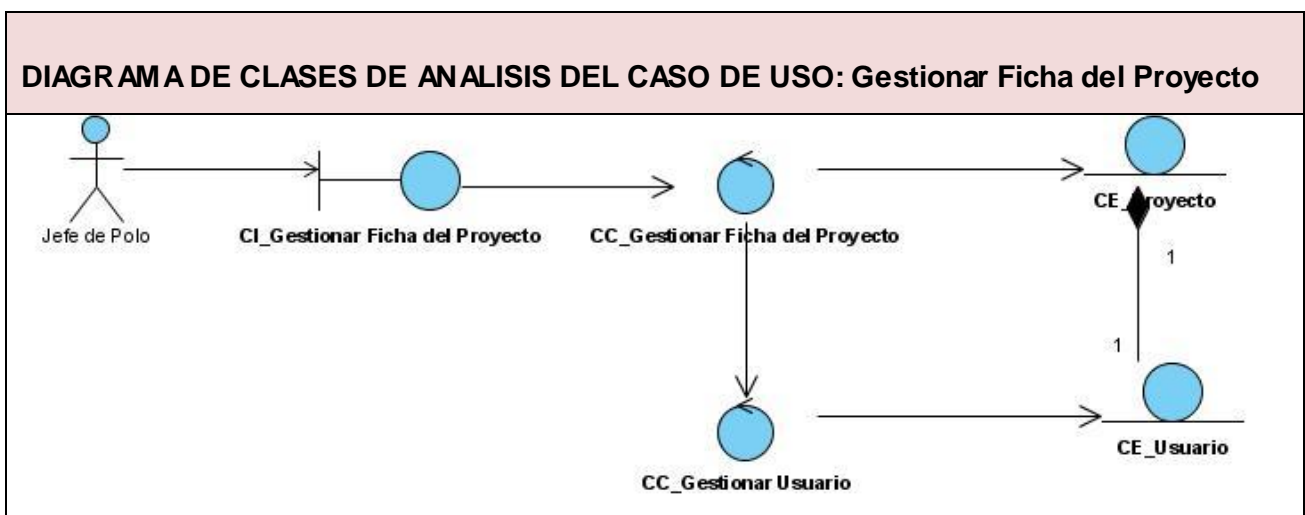 DIAGRAMA DE CLASES DE ANALISIS DEL CASO DE USO: Gestionar Ficha del Proyecto
Jefe de Polo
CI_Gestionar Ficha del Proyecto
CC_Gestionar Ficha del Proyecto
CE_Proyecto
1
1
CE_Usuario
CC_Gestionar Usuario